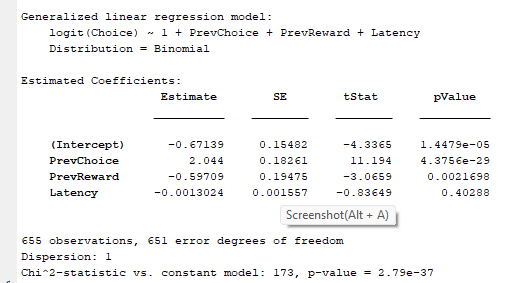 Generalized linear regression model:
logit(Choice) ~ 1 + PrevChoice + PrevReward + Latency
Distribution = Binomial
Estimated Coefficients:
Estimate SE tStat pValue
(Intercept) -0.67139 0.15482 -4.3365 1.4479e-05
PrevChoice 2.044 0.18261 11.194 4.3756e-29
PrevReward -0.59709 0.19475 -3.0659 0.0021698
Latency -0.0013024 0.001557 -0.83649 0.40288
Screenshot(Alt + A)
655 observations, 651 error degrees of freedom
Dispersion: 1
Chi^2-statistic vs. constant model: 173, p-value = 2.79e-37